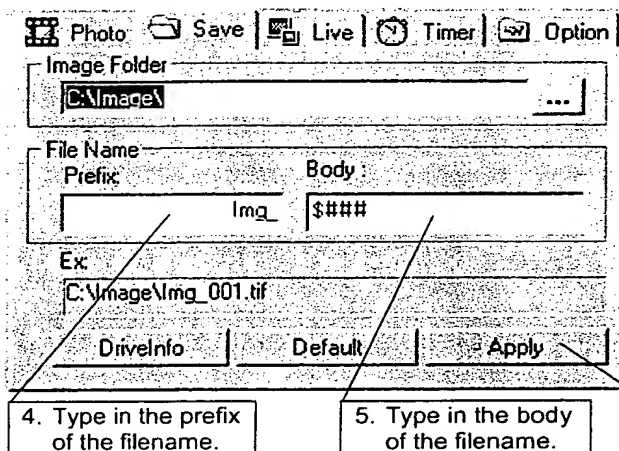 Photo Save Live Timer Option
Image Folder
C:\Image\ ...
File Name
Prefix: Body :
Img_ $###
Ex:
C:\Image\Img_001.tif
DriveInfo Default Apply
4. Type in the prefix
of the filename.
5. Type in the body
of the filename.